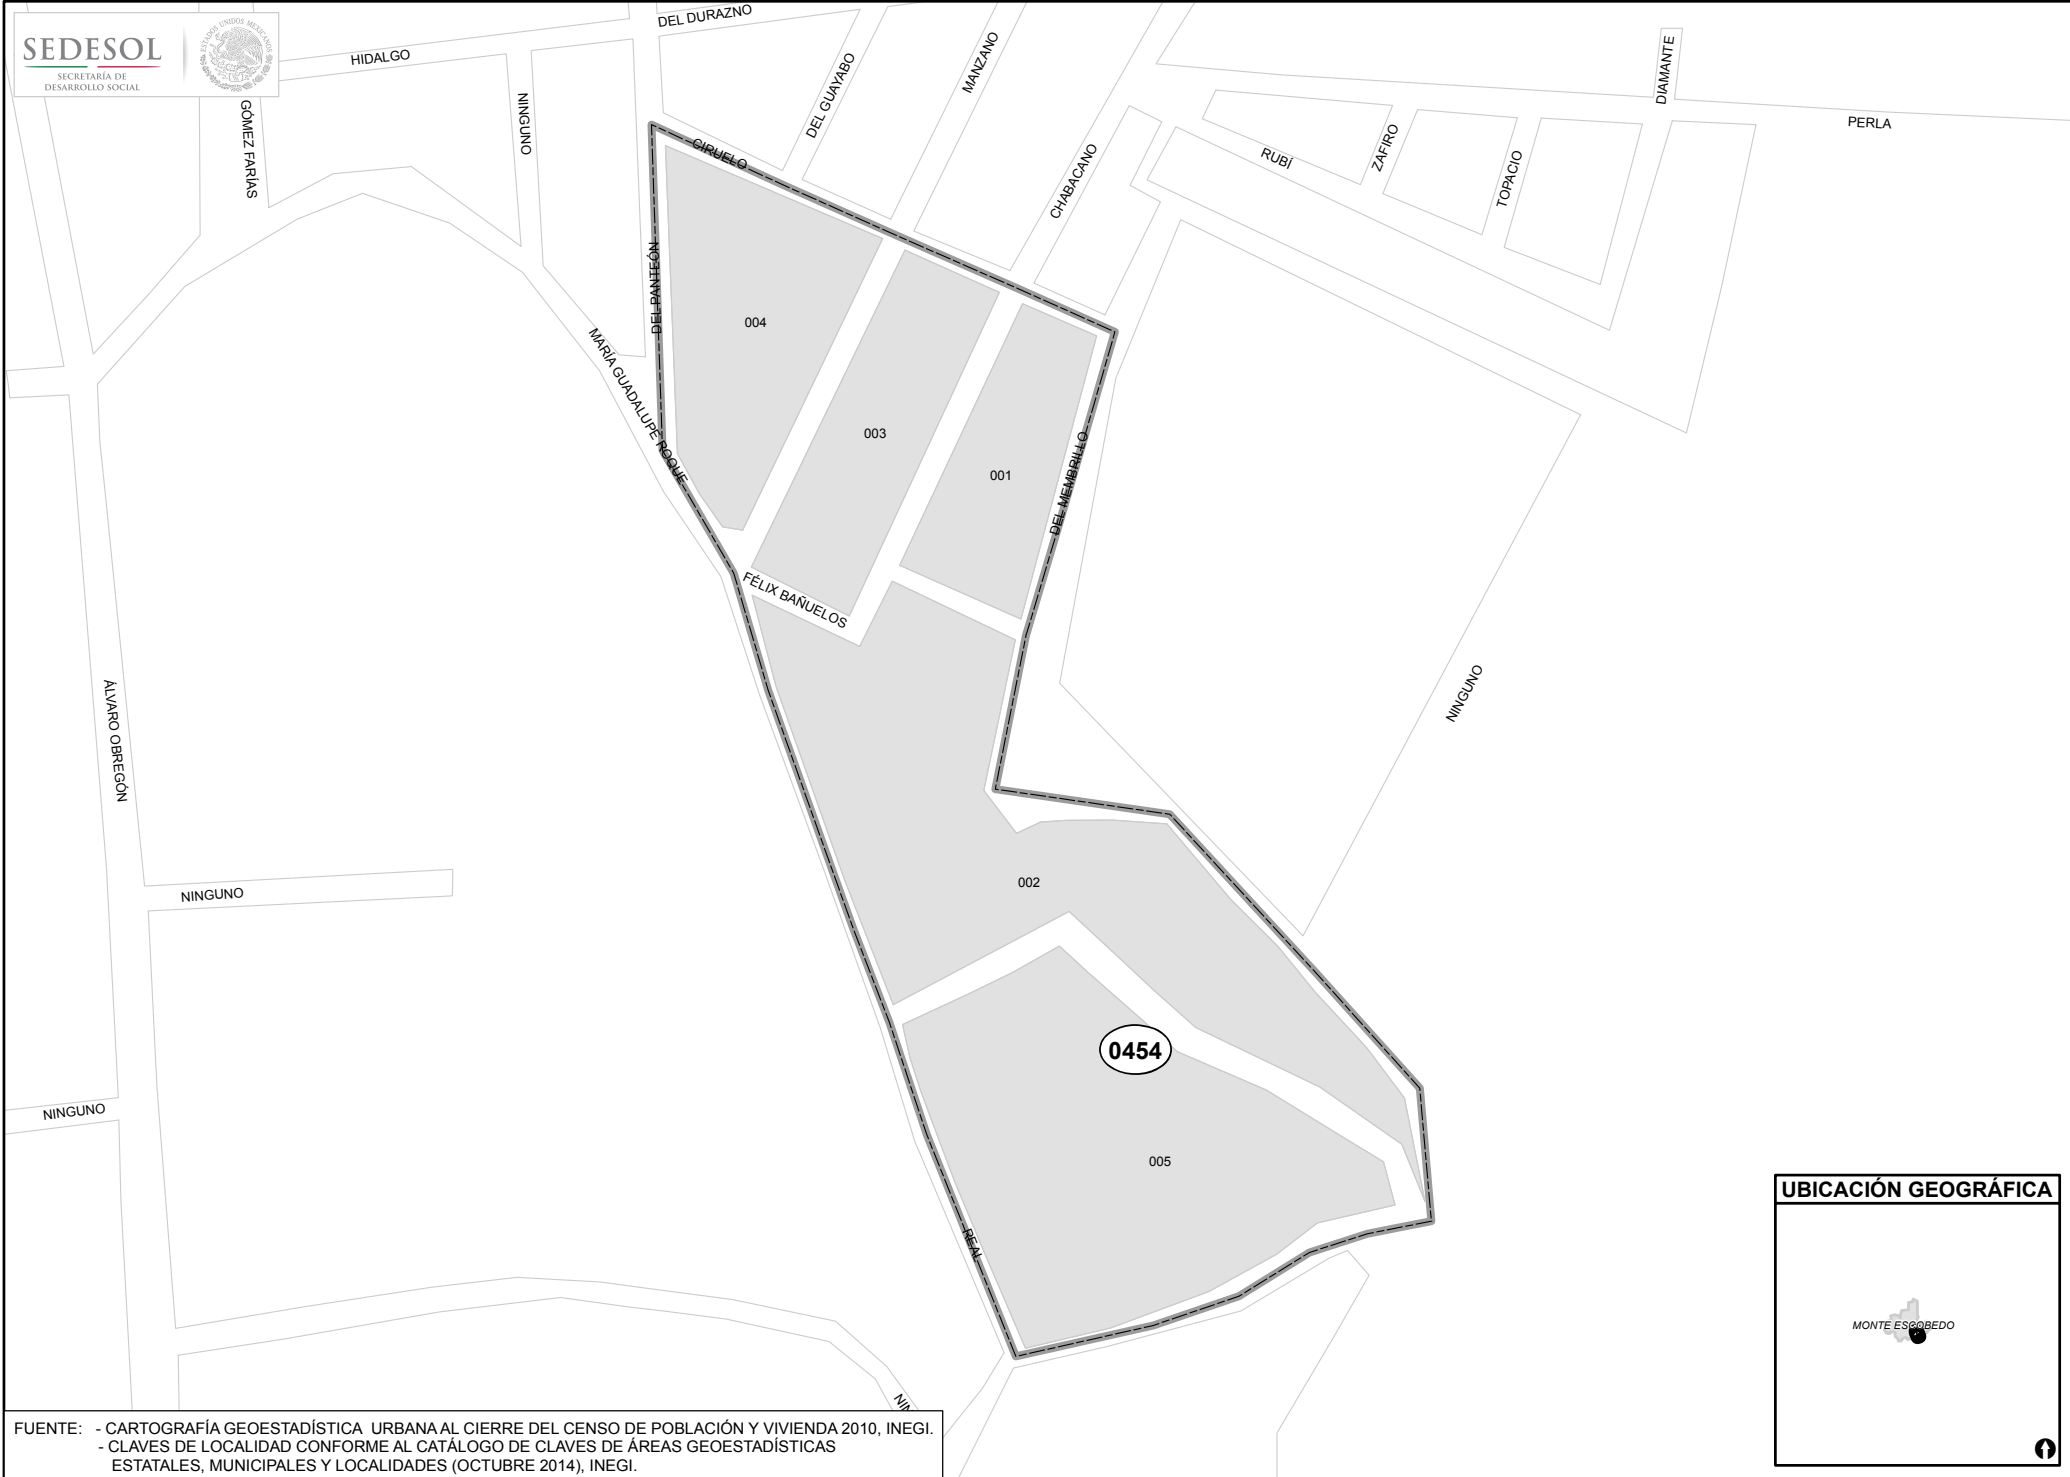 SEDESOL
SECRETARÍA DE
DESARROLLO SOCIAL
ESTADOS UNIDOS MEXICANOS
DEL DURAZNO
HIDALGO
GÓMEZ FARÍAS
NINGUNO
DEL GUAYABO
MANZANO
CHABACANO
CIRUELO
DIAMANTE
PERLA
RUBÍ
ZAFIRO
TOPACIO
DEL PANTEÓN
MARÍA GUADALUPE ROQUE
004
003
001
DEL MEMBRILLO
FÉLIX BAÑUELOS
NINGUNO
ÁLVARO OBREGÓN
NINGUNO
002
0454
NINGUNO
005
REAL
UBICACIÓN GEOGRÁFICA
MONTE ESCOBEDO
FUENTE: - CARTOGRAFÍA GEOESTADÍSTICA URBANA AL CIERRE DEL CENSO DE POBLACIÓN Y VIVIENDA 2010, INEGI.
- CLAVES DE LOCALIDAD CONFORME AL CATÁLOGO DE CLAVES DE ÁREAS GEOESTADÍSTICAS
ESTATALES, MUNICIPALES Y LOCALIDADES (OCTUBRE 2014), INEGI.